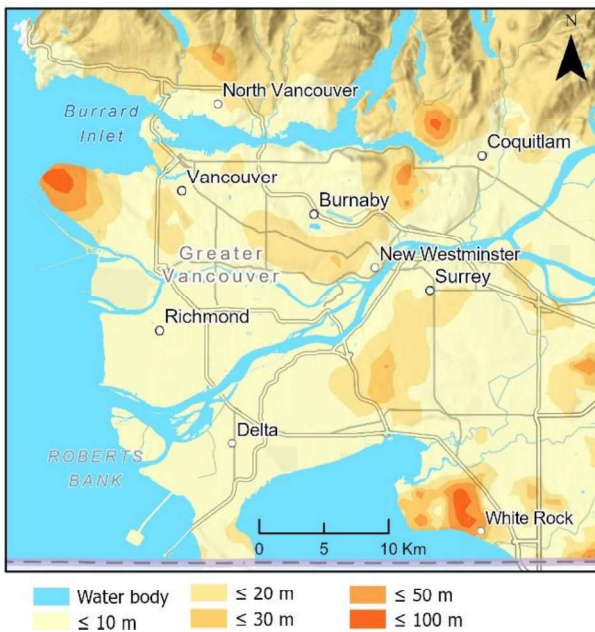 N
North Vancouver
Burrard
Inlet
Coquitlam
Vancouver
Burnaby
Greater
Vancouver
New Westminster
Surrey
Richmond
Delta
ROBERTS
BANK
White Rock
0 5 10 Km
Water body
≤ 10 m
≤ 20 m
≤ 30 m
≤ 50 m
≤ 100 m